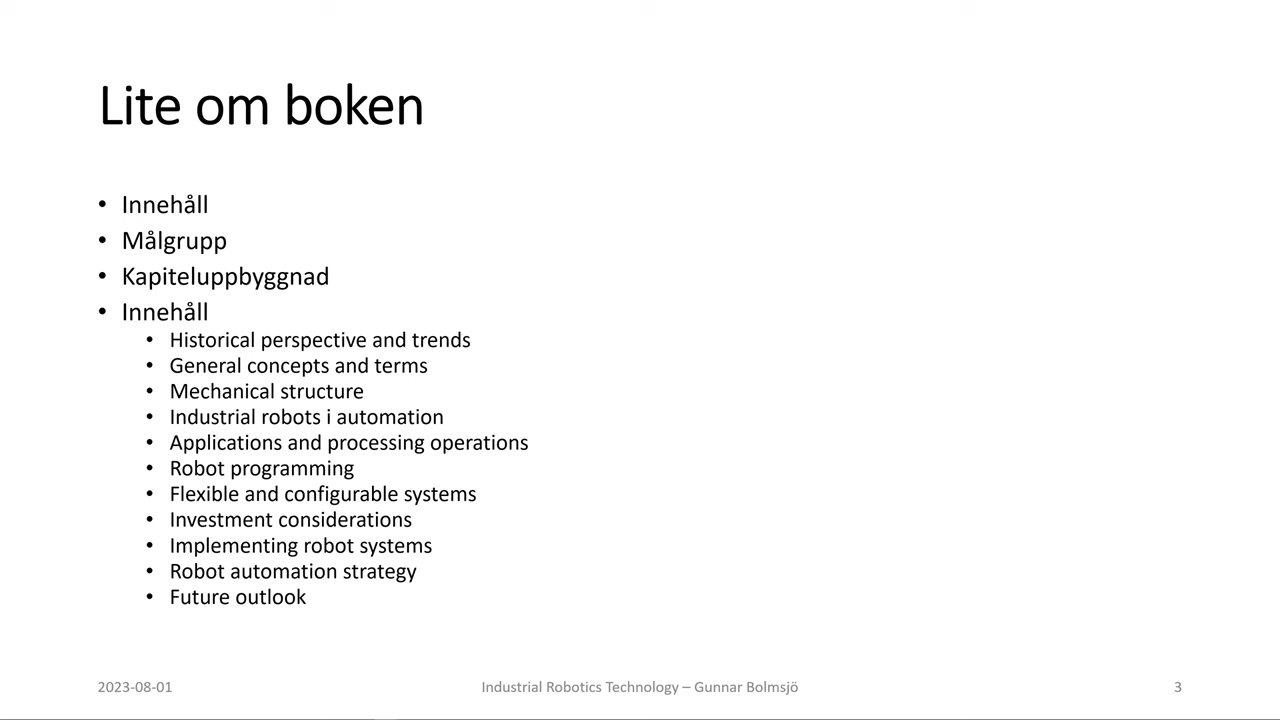 Lite om boken
• Innehåll
• Målgrupp
• Kapiteluppbyggnad
• Innehåll
• Historical perspective and trends
• General concepts and terms
• Mechanical structure
• Industrial robots i automation
• Applications and processing operations
• Robot programming
• Flexible and configurable systems
• Investment considerations
• Implementing robot systems
• Robot automation strategy
• Future outlook
2023-08-01
Industrial Robotics Technology – Gunnar Bolmsjö
3